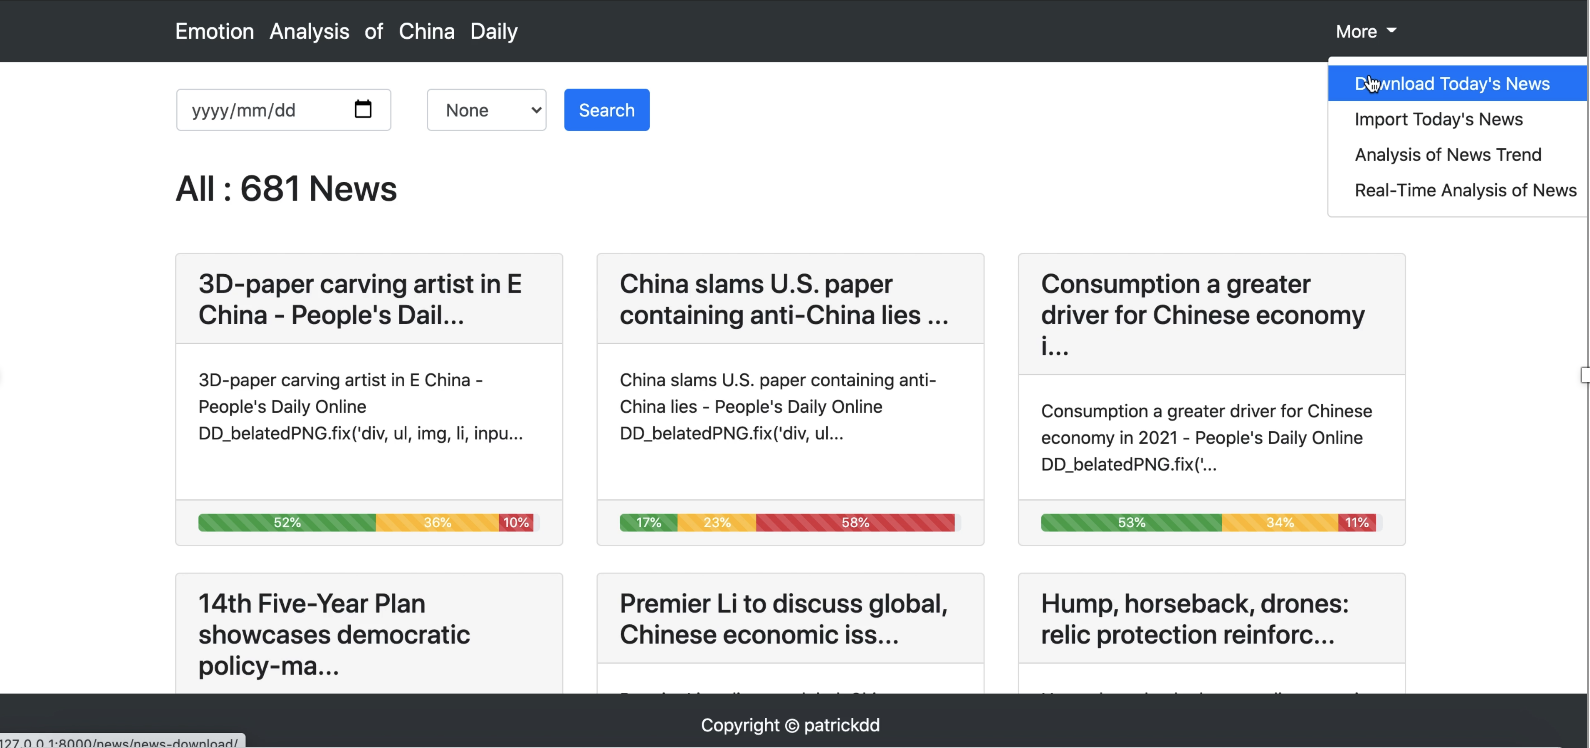 Emotion Analysis of China Daily
More
Download Today's News
Import Today's News
Analysis of News Trend
Real-Time Analysis of News
yyyy/mm/dd
None
Search
All : 681 News
3D-paper carving artist in E
China - People's Dail...
3D-paper carving artist in E China -
People's Daily Online
DD_belatedPNG.fix('div, ul, img, li, inpu...
52% 36% 10%
China slams U.S. paper
containing anti-China lies ...
China slams U.S. paper containing anti-
China lies - People's Daily Online
DD_belatedPNG.fix('div, ul...
17% 23% 58%
Consumption a greater
driver for Chinese economy
i...
Consumption a greater driver for Chinese
economy in 2021 - People's Daily Online
DD_belatedPNG.fix('...
53% 34% 11%
14th Five-Year Plan
showcases democratic
policy-ma...
Premier Li to discuss global,
Chinese economic iss...
Hump, horseback, drones:
relic protection reinforc...
Copyright © patrickdd
127.0.0.1:8000/news/news-download/